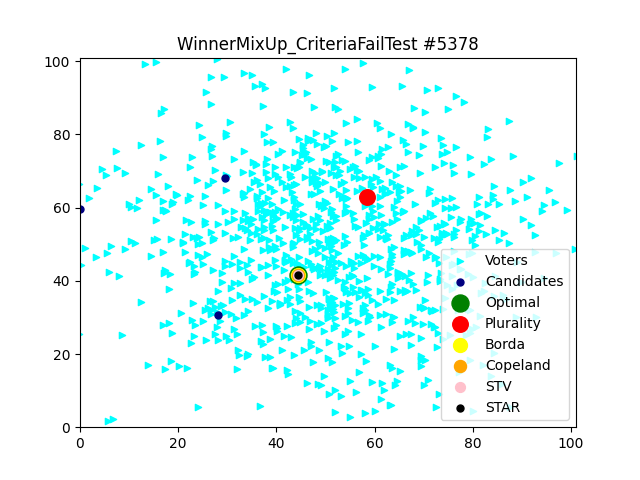 WinnerMixUp_CriteriaFailTest #5378
100
80
60
40
20
0
0 20 40 60 80 100
Voters
Candidates
Optimal
Plurality
Borda
Copeland
STV
STAR